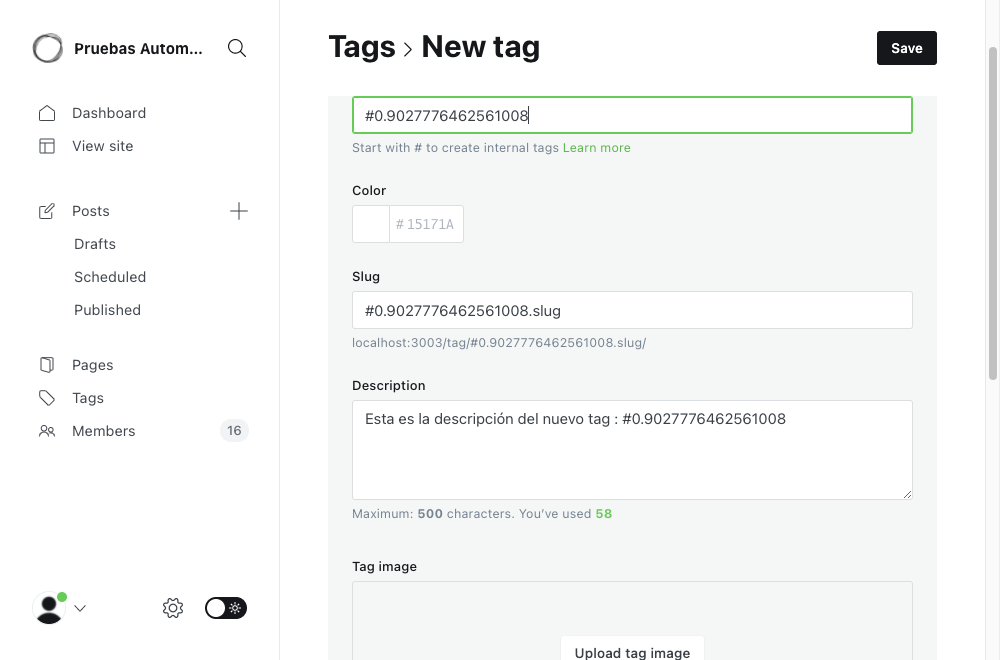 Pruebas Autom...
Dashboard
View site
Posts
Drafts
Scheduled
Published
Pages
Tags
Members 16
Tags > New tag
Save
#0.9027776462561008
Start with # to create internal tags Learn more
Color
# 15171A
Slug
#0.9027776462561008.slug
localhost:3003/tag/#0.9027776462561008.slug/
Description
Esta es la descripción del nuevo tag : #0.9027776462561008
Maximum: 500 characters. You've used 58
Tag image
Upload tag image